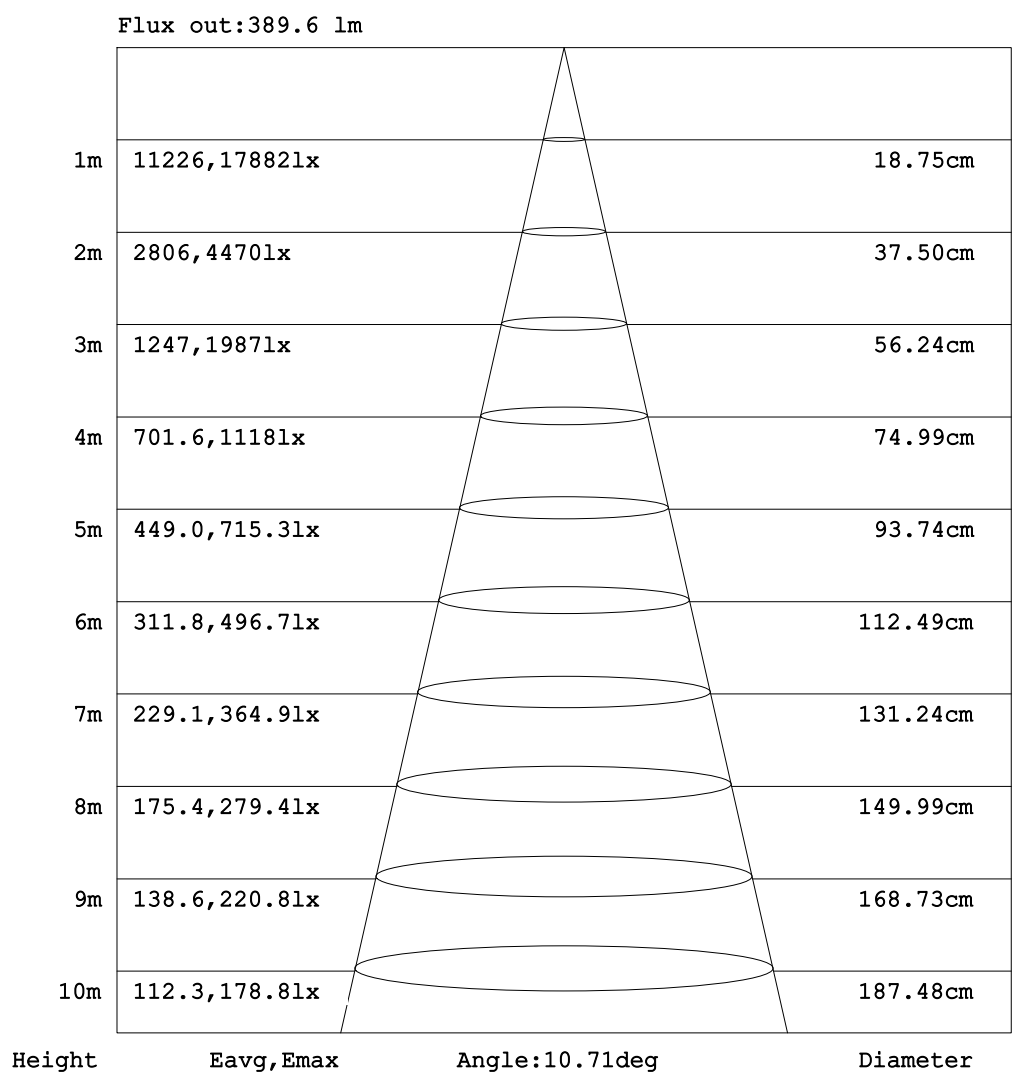 Flux out:389.6 lm
1m 11226,17882lx 18.75cm
2m 2806,4470lx 37.50cm
3m 1247,1987lx 56.24cm
4m 701.6,1118lx 74.99cm
5m 449.0,715.3lx 93.74cm
6m 311.8,496.7lx 112.49cm
7m 229.1,364.9lx 131.24cm
8m 175.4,279.4lx 149.99cm
9m 138.6,220.8lx 168.73cm
10m 112.3,178.8lx 187.48cm
Height Eavg,Emax Angle:10.71deg Diameter